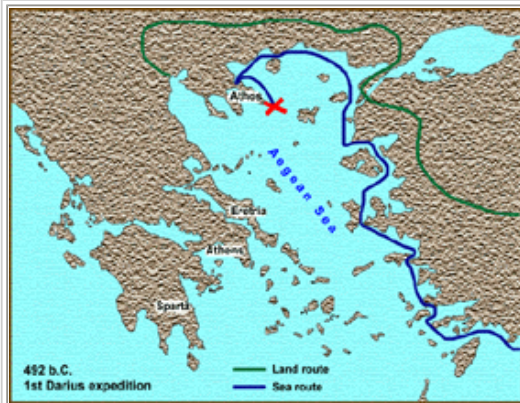 Athos
Aegean Sea
Eretria
Athens
Sparta
492 b.C.
1st Darius expedition
Land route
Sea route